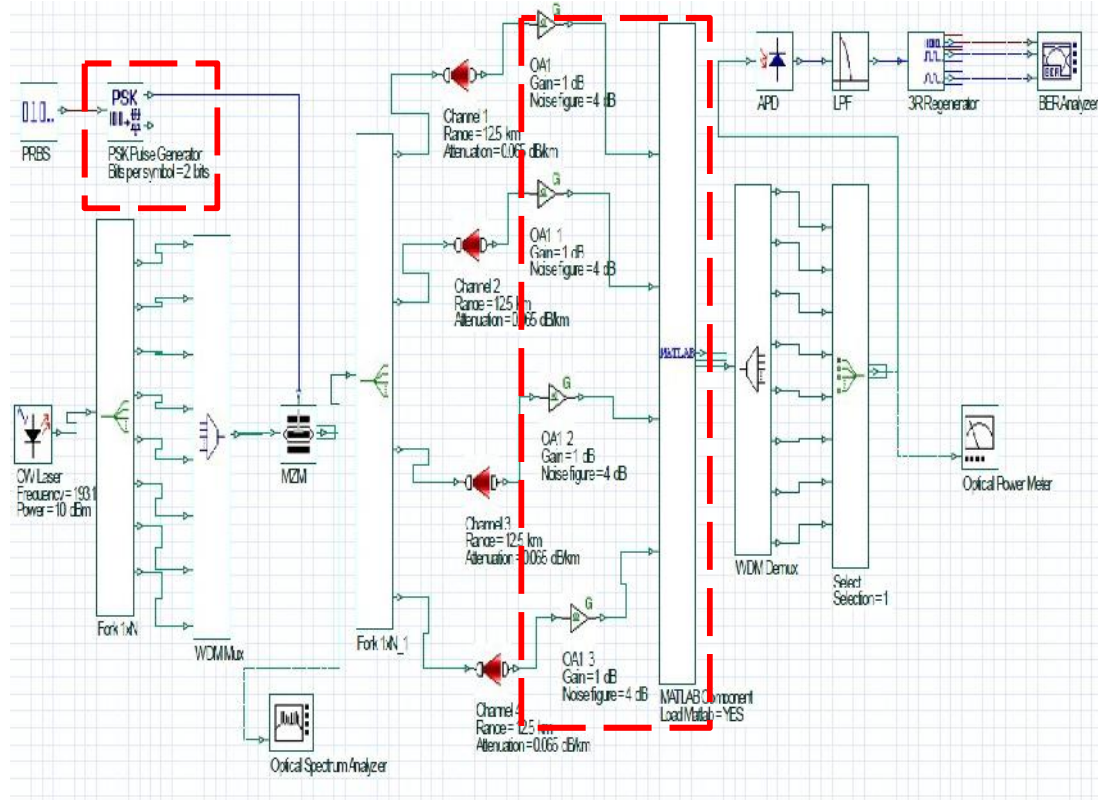 PRBS
PSK
PSK Pulse Generator
Bits per symbol = 2 bits
CW Laser
Frequency = 193.1
Power = 10 dBm
Fork 1xN
WDM Mux
MZM
Optical Spectrum Analyzer
Fork 1xN_1
Channel 1
Range = 12.5 km
Attenuation = 0.065 dB/km
Channel 2
Range = 12.5 km
Attenuation = 0.065 dB/km
Channel 3
Range = 12.5 km
Attenuation = 0.065 dB/km
Channel 4
Range = 12.5 km
Attenuation = 0.065 dB/km
G
OA1
Gain = 1 dB
Noise figure = 4 dB
G
OA1_1
Gain = 1 dB
Noise figure = 4 dB
G
OA1_2
Gain = 1 dB
Noise figure = 4 dB
G
OA1_3
Gain = 1 dB
Noise figure = 4 dB
MATLAB
MATLAB Component
Load Matlab = YES
APD
LPF
3R Regenerator
BER
BER Analyzer
WDM Demux
Select
Selection = 1
Optical Power Meter